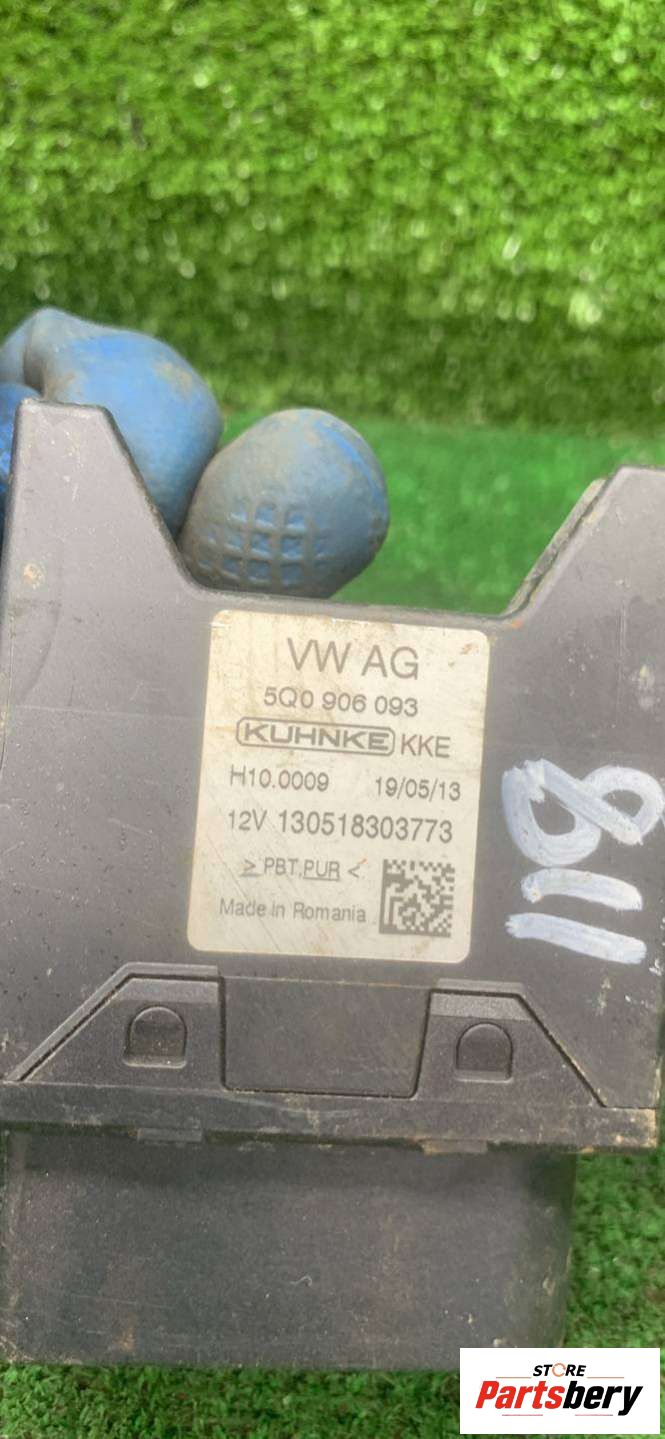 VW AG
5Q0 906 093
KUHNKE KKE
H10.0009 19/05/13
12V 130518303773
>PBT,PUR<
Made in Romania
118
STORE
Partsbery